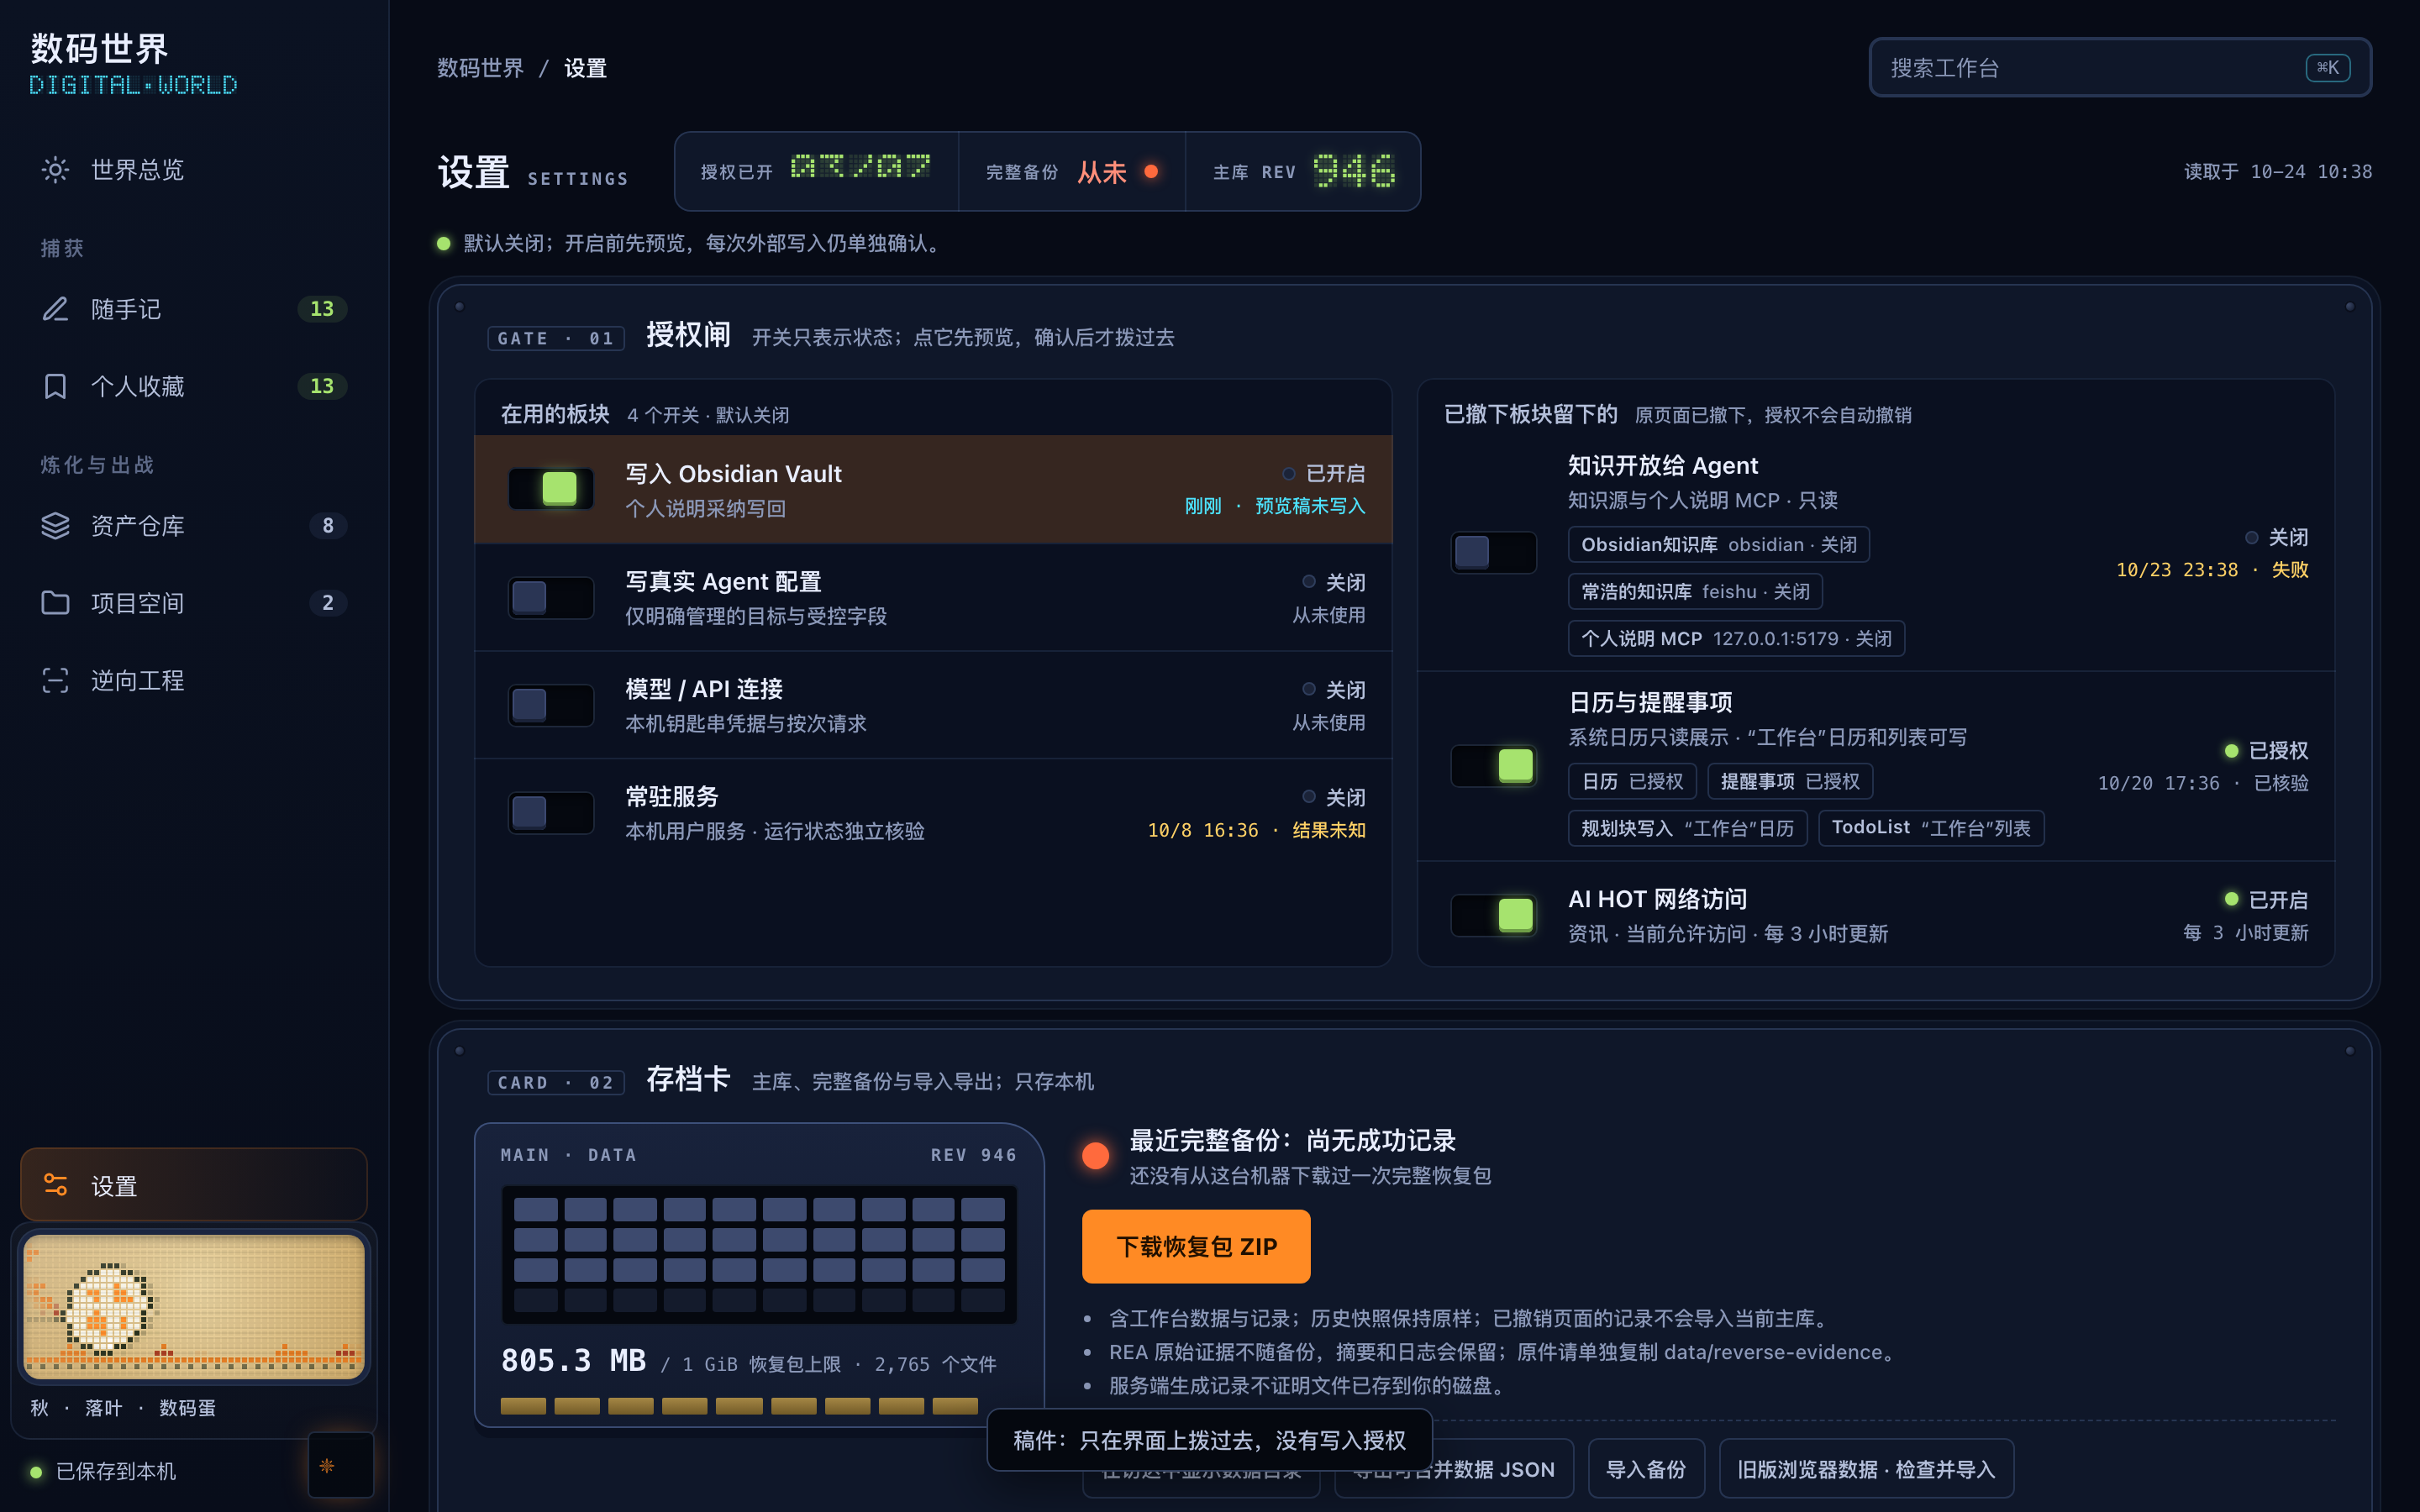 数码世界
DIGITAL·WORLD
世界总览
捕获
随手记 13
个人收藏 13
炼化与出战
资产仓库 8
项目空间 2
逆向工程
设置
秋 · 落叶 · 数码蛋
已保存到本机
数码世界 / 设置
搜索工作台 ⌘K
设置 SETTINGS
授权已开 03/07
完整备份 从未
主库 REV 946
读取于 10-24 10:38
默认关闭；开启前先预览，每次外部写入仍单独确认。
GATE · 01 授权闸 开关只表示状态；点它先预览，确认后才拨过去
在用的板块 4 个开关 · 默认关闭
写入 Obsidian Vault 已开启
个人说明采纳写回 刚刚 · 预览稿未写入
写真实 Agent 配置 关闭
仅明确管理的目标与受控字段 从未使用
模型 / API 连接 关闭
本机钥匙串凭据与按次请求 从未使用
常驻服务 关闭
本机用户服务 · 运行状态独立核验 10/8 16:36 · 结果未知
已撤下板块留下的 原页面已撤下，授权不会自动撤销
知识开放给 Agent
知识源与个人说明 MCP · 只读
Obsidian知识库 obsidian · 关闭
常浩的知识库 feishu · 关闭
个人说明 MCP 127.0.0.1:5179 · 关闭
关闭
10/23 23:38 · 失败
日历与提醒事项
系统日历只读展示 · “工作台”日历和列表可写
日历 已授权 提醒事项 已授权
规划块写入 “工作台”日历 TodoList “工作台”列表
已授权
10/20 17:36 · 已核验
AI HOT 网络访问 已开启
资讯 · 当前允许访问 · 每 3 小时更新 每 3 小时更新
CARD · 02 存档卡 主库、完整备份与导入导出；只存本机
MAIN · DATA REV 946
805.3 MB / 1 GiB 恢复包上限 · 2,765 个文件
最近完整备份：尚无成功记录
还没有从这台机器下载过一次完整恢复包
下载恢复包 ZIP
• 含工作台数据与记录；历史快照保持原样；已撤销页面的记录不会导入当前主库。
• REA 原始证据不随备份，摘要和日志会保留；原件请单独复制 data/reverse-evidence。
• 服务端生成记录不证明文件已存到你的磁盘。
稿件：只在界面上拨过去，没有写入授权
并数据 JSON
导入备份
旧版浏览器数据 · 检查并导入